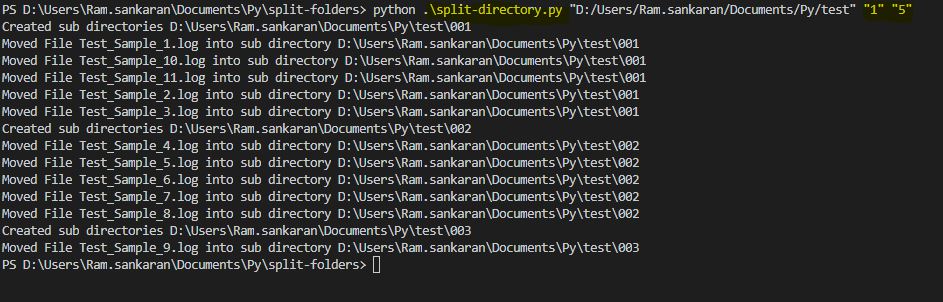 PS D:\Users\Ram.sankaran\Documents\Py\split-folders> python .\split-directory.py "D:/Users/Ram.sankaran/Documents/Py/test" "1" "5"
Created sub directories D:\Users\Ram.sankaran\Documents\Py\test\001
Moved File Test_Sample_1.log into sub directory D:\Users\Ram.sankaran\Documents\Py\test\001
Moved File Test_Sample_10.log into sub directory D:\Users\Ram.sankaran\Documents\Py\test\001
Moved File Test_Sample_11.log into sub directory D:\Users\Ram.sankaran\Documents\Py\test\001
Moved File Test_Sample_2.log into sub directory D:\Users\Ram.sankaran\Documents\Py\test\001
Moved File Test_Sample_3.log into sub directory D:\Users\Ram.sankaran\Documents\Py\test\001
Created sub directories D:\Users\Ram.sankaran\Documents\Py\test\002
Moved File Test_Sample_4.log into sub directory D:\Users\Ram.sankaran\Documents\Py\test\002
Moved File Test_Sample_5.log into sub directory D:\Users\Ram.sankaran\Documents\Py\test\002
Moved File Test_Sample_6.log into sub directory D:\Users\Ram.sankaran\Documents\Py\test\002
Moved File Test_Sample_7.log into sub directory D:\Users\Ram.sankaran\Documents\Py\test\002
Moved File Test_Sample_8.log into sub directory D:\Users\Ram.sankaran\Documents\Py\test\002
Created sub directories D:\Users\Ram.sankaran\Documents\Py\test\003
Moved File Test_Sample_9.log into sub directory D:\Users\Ram.sankaran\Documents\Py\test\003
PS D:\Users\Ram.sankaran\Documents\Py\split-folders>